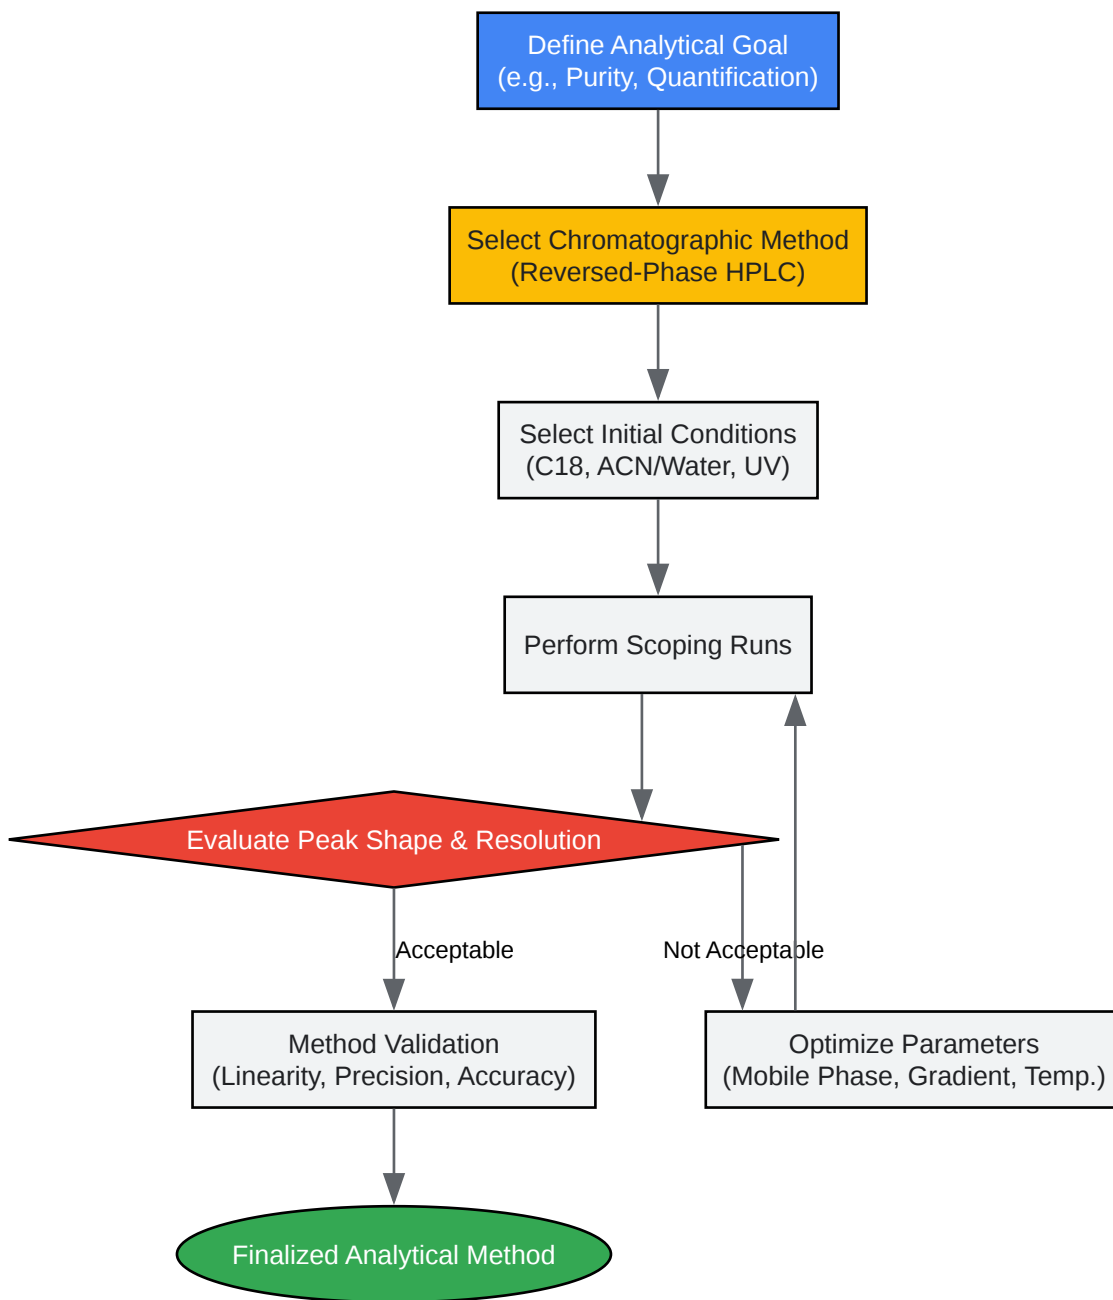 Define Analytical Goal
(e.g., Purity, Quantification)
Select Chromatographic Method
(Reversed-Phase HPLC)
Select Initial Conditions
(C18, ACN/Water, UV)
Perform Scoping Runs
Evaluate Peak Shape & Resolution
Acceptable
Not Acceptable
Method Validation
(Linearity, Precision, Accuracy)
Optimize Parameters
(Mobile Phase, Gradient, Temp.)
Finalized Analytical Method